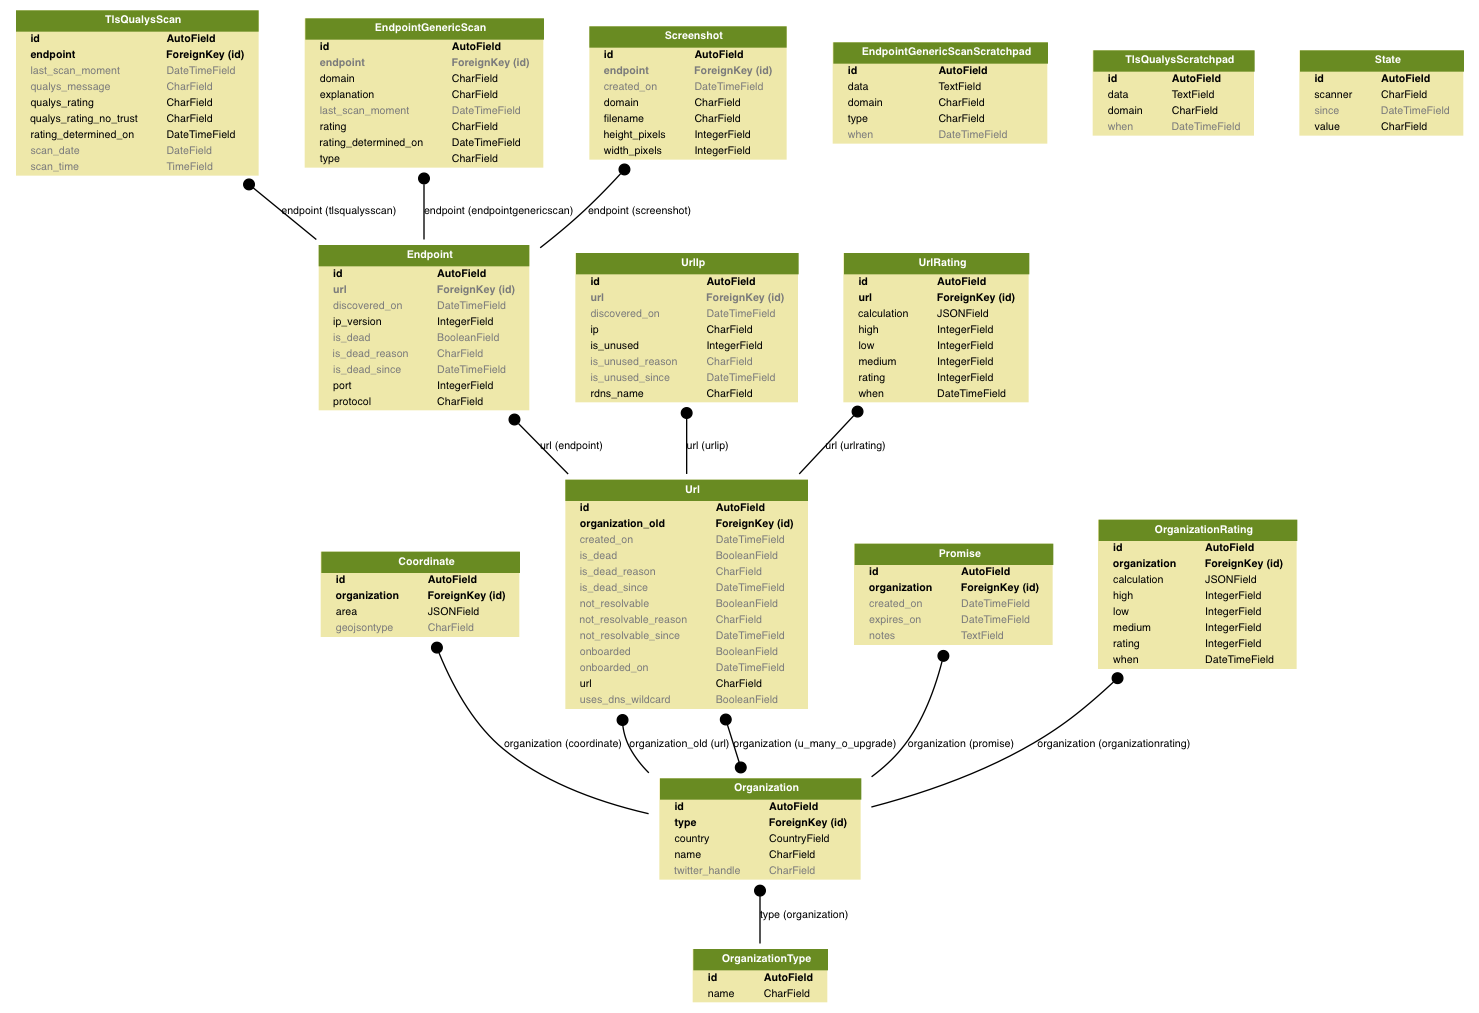 TlsQualysScan
id AutoField
endpoint ForeignKey (id)
last_scan_moment DateTimeField
qualys_message CharField
qualys_rating CharField
qualys_rating_no_trust CharField
rating_determined_on DateTimeField
scan_date DateField
scan_time TimeField
EndpointGenericScan
id AutoField
endpoint ForeignKey (id)
domain CharField
explanation CharField
last_scan_moment DateTimeField
rating CharField
rating_determined_on DateTimeField
type CharField
Screenshot
id AutoField
endpoint ForeignKey (id)
created_on DateTimeField
domain CharField
filename CharField
height_pixels IntegerField
width_pixels IntegerField
EndpointGenericScanScratchpad
id AutoField
data TextField
domain CharField
type CharField
when DateTimeField
TlsQualysScratchpad
id AutoField
data TextField
domain CharField
when DateTimeField
State
id AutoField
scanner CharField
since DateTimeField
value CharField
endpoint (tlsqualysscan)
endpoint (endpointgenericscan)
endpoint (screenshot)
Endpoint
id AutoField
url ForeignKey (id)
discovered_on DateTimeField
ip_version IntegerField
is_dead BooleanField
is_dead_reason CharField
is_dead_since DateTimeField
port IntegerField
protocol CharField
UrlIp
id AutoField
url ForeignKey (id)
discovered_on DateTimeField
ip CharField
is_unused IntegerField
is_unused_reason CharField
is_unused_since DateTimeField
rdns_name CharField
UrlRating
id AutoField
url ForeignKey (id)
calculation JSONField
high IntegerField
low IntegerField
medium IntegerField
rating IntegerField
when DateTimeField
url (endpoint)
url (urlip)
url (urlrating)
Url
id AutoField
organization_old ForeignKey (id)
created_on DateTimeField
is_dead BooleanField
is_dead_reason CharField
is_dead_since DateTimeField
not_resolvable BooleanField
not_resolvable_reason CharField
not_resolvable_since DateTimeField
onboarded BooleanField
onboarded_on DateTimeField
url CharField
uses_dns_wildcard BooleanField
Coordinate
id AutoField
organization ForeignKey (id)
area JSONField
geojsontype CharField
Promise
id AutoField
organization ForeignKey (id)
created_on DateTimeField
expires_on DateTimeField
notes TextField
OrganizationRating
id AutoField
organization ForeignKey (id)
calculation JSONField
high IntegerField
low IntegerField
medium IntegerField
rating IntegerField
when DateTimeField
organization (coordinate)
organization_old (url)
organization (u_many_o_upgrade)
organization (promise)
organization (organizationrating)
Organization
id AutoField
type ForeignKey (id)
country CountryField
name CharField
twitter_handle CharField
type (organization)
OrganizationType
id AutoField
name CharField